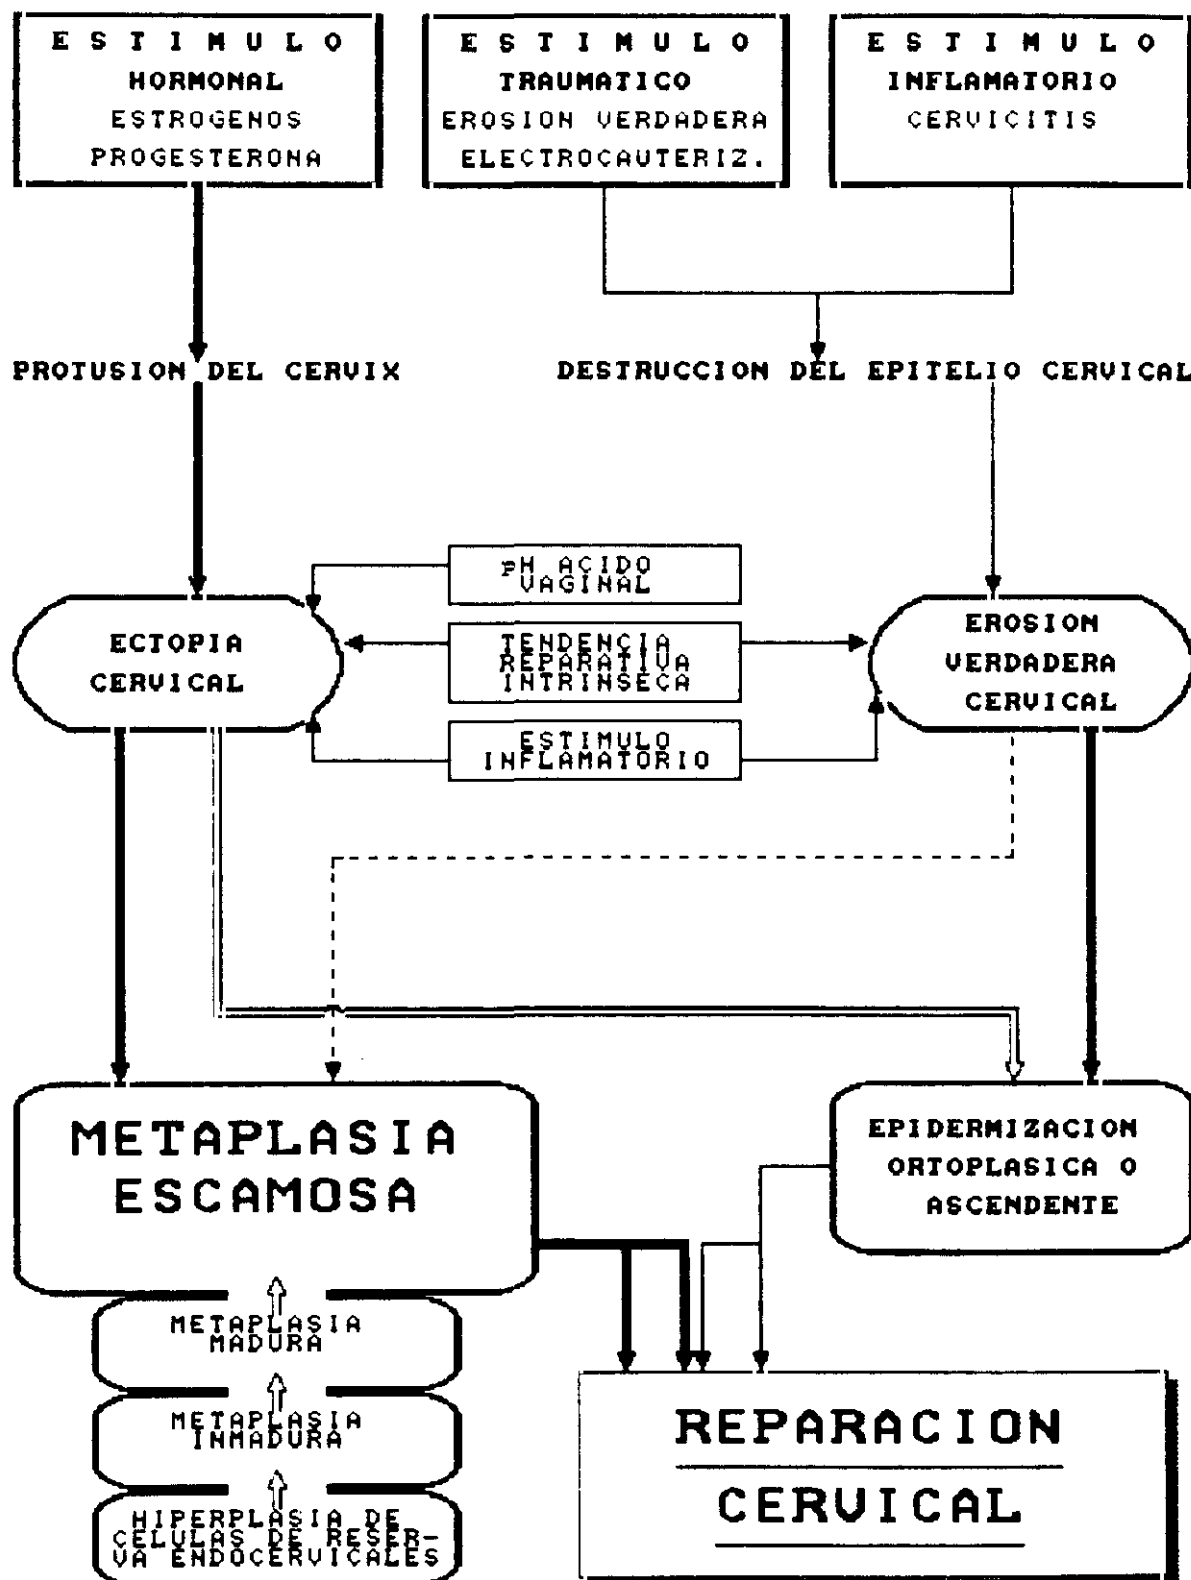 E S T I M U L O
HORMONAL
ESTROGENOS
PROGESTERONA
E S T I M U L O
TRAUMATICO
EROSION VERDADERA
ELECTROCAUTERIZ.
E S T I M U L O
INFLAMATORIO
CERVICITIS
PROTUSION DEL CERVIX
DESTRUCCION DEL EPITELIO CERVICAL
PH ACIDO
VAGINAL
ECTOPIA
CERVICAL
TENDENCIA
REPARATIVA
INTRINSECA
EROSION
VERDADERA
CERVICAL
ESTIMULO
INFLAMATORIO
METAPLASIA
ESCAMOSA
EPIDERMIZACION
ORTOPLASICA O
ASCENDENTE
METAPLASIA
MADURA
METAPLASIA
INMADURA
HIPERPLASIA DE
CELULAS DE RESER-
VA ENDOCERVICALES
REPARACION
CERVICAL